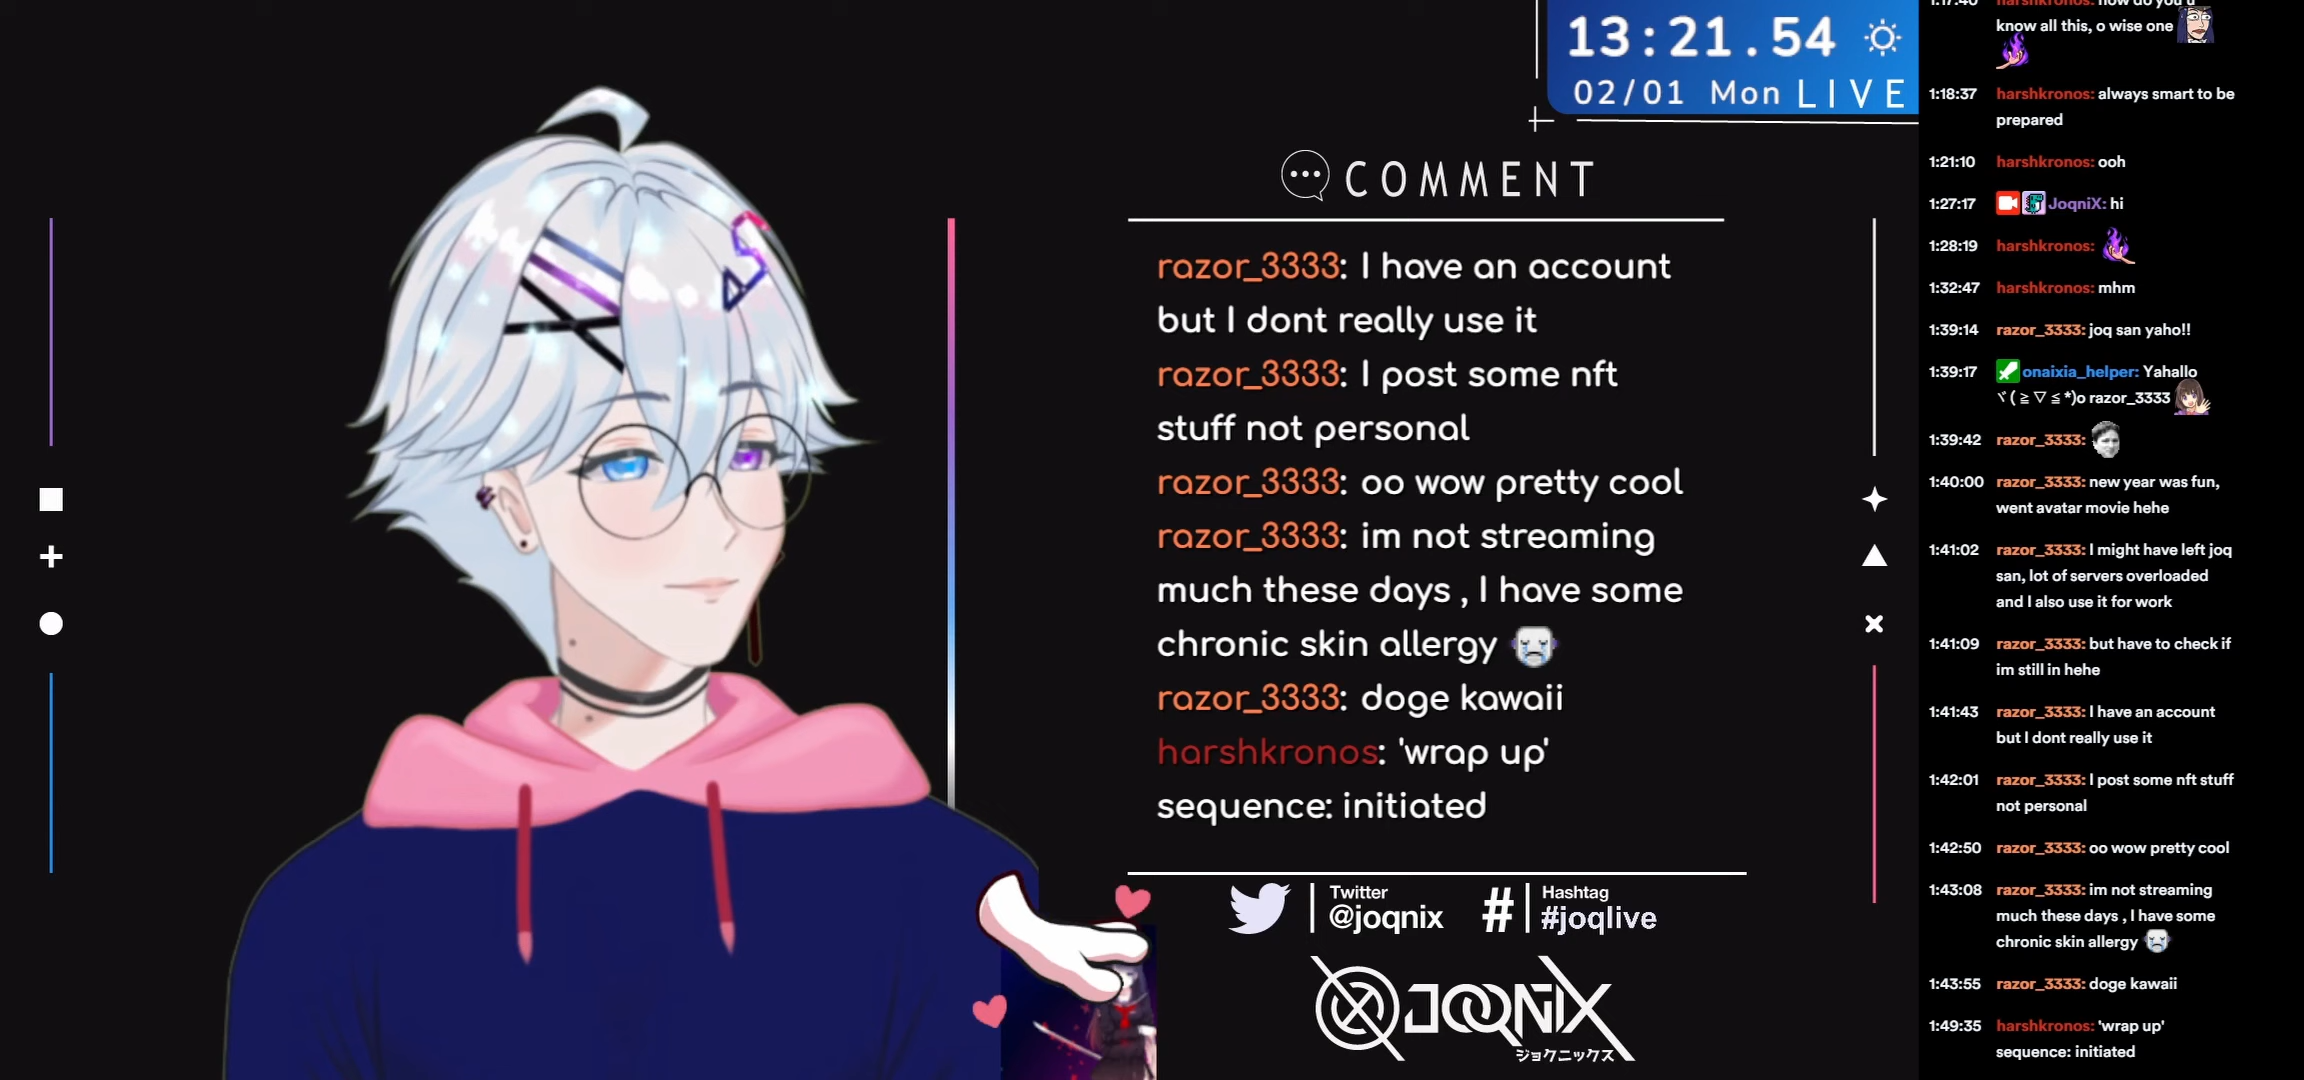 13:21.54
02/01 Mon LIVE
COMMENT
razor_3333: I have an account
but I dont really use it
razor_3333: I post some nft
stuff not personal
razor_3333: oo wow pretty cool
razor_3333: im not streaming
much these days , I have some
chronic skin allergy
razor_3333: doge kawaii
harshkronos: 'wrap up'
sequence: initiated
Twitter
@joqnix
# Hashtag
#joqlive
JOQNIX
ジョクニックス
know all this, o wise one
1:18:37 harshkronos: always smart to be
prepared
1:21:10 harshkronos: ooh
1:27:17 JoqniX: hi
1:28:19 harshkronos:
1:32:47 harshkronos: mhm
1:39:14 razor_3333: joq san yaho!!
1:39:17 onaixia_helper: Yahallo
ヾ(≧▽≦*)o razor_3333
1:39:42 razor_3333:
1:40:00 razor_3333: new year was fun,
went avatar movie hehe
1:41:02 razor_3333: I might have left joq
san, lot of servers overloaded
and I also use it for work
1:41:09 razor_3333: but have to check if
im still in hehe
1:41:43 razor_3333: I have an account
but I dont really use it
1:42:01 razor_3333: I post some nft stuff
not personal
1:42:50 razor_3333: oo wow pretty cool
1:43:08 razor_3333: im not streaming
much these days , I have some
chronic skin allergy
1:43:55 razor_3333: doge kawaii
1:49:35 harshkronos: 'wrap up'
sequence: initiated